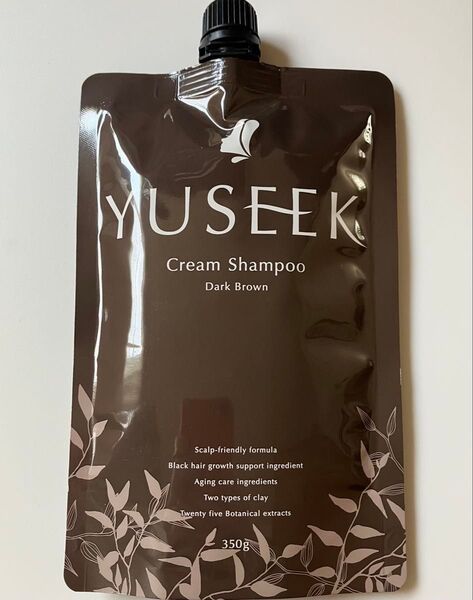 YUSEEK
Cream Shampoo
Dark Brown
Scalp-friendly formula
Black hair growth support ingredient
Aging care ingredients
Two types of clay
Twenty five Botanical extracts
350g